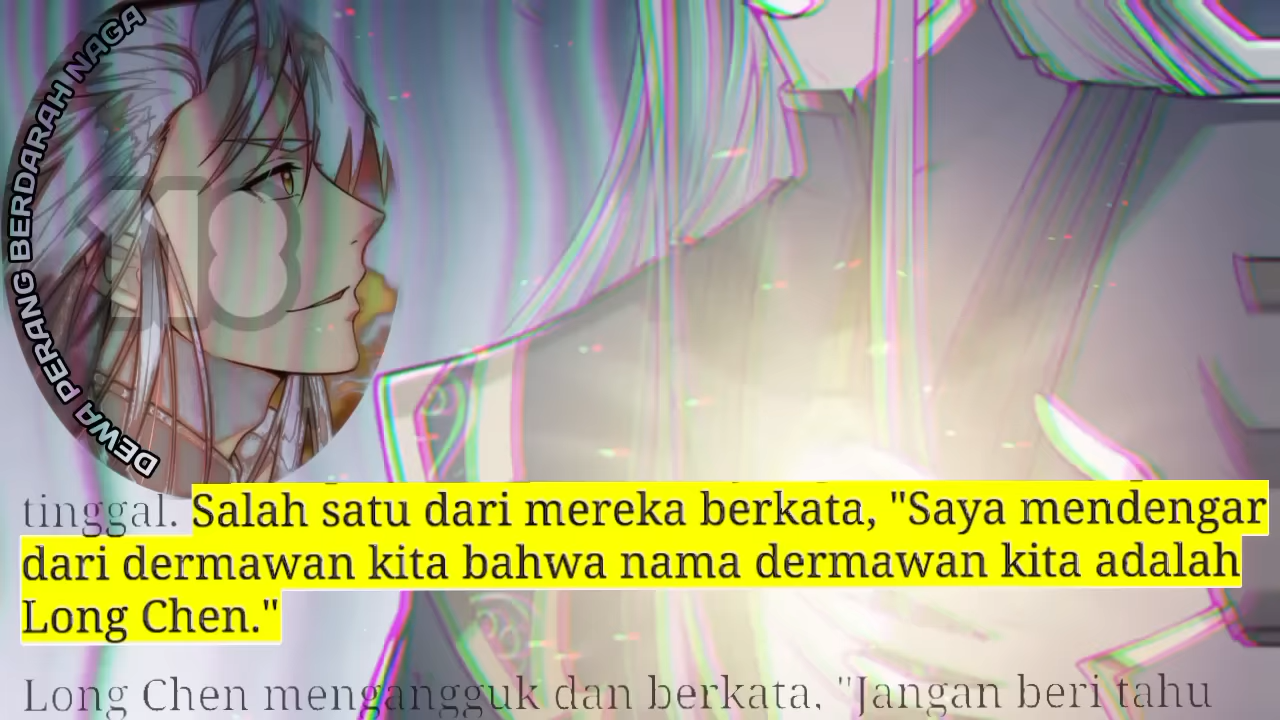 DEWA PERANG BERDARAH NAGA
tinggal. Salah satu dari mereka berkata, "Saya mendengar
dari dermawan kita bahwa nama dermawan kita adalah
Long Chen."
Long Chen mengangguk dan berkata, "Jangan beri tahu